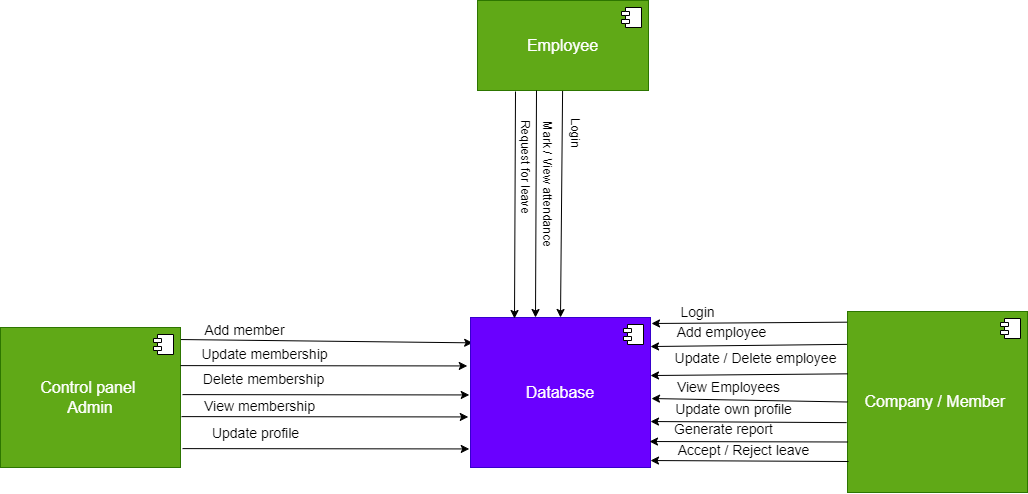 Employee
Request for leave
Mark / View attendance
Login
Control panel
Admin
Add member
Update membership
Delete membership
View membership
Update profile
Database
Login
Add employee
Update / Delete employee
View Employees
Update own profile
Generate report
Accept / Reject leave
Company / Member